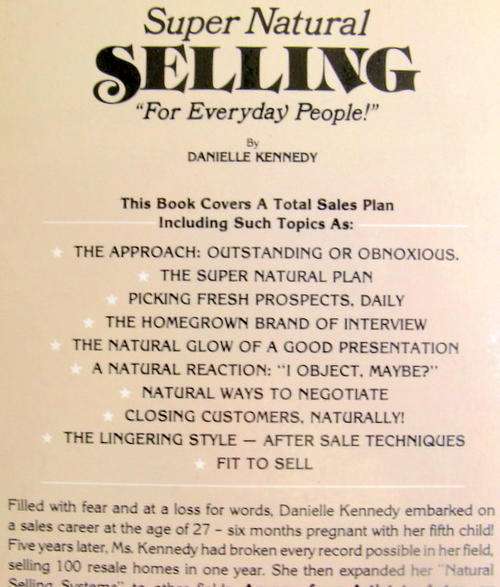 Super Natural
SELLING
"For Everyday People!"
By
DANIELLE KENNEDY
This Book Covers A Total Sales Plan
Including Such Topics As:
THE APPROACH: OUTSTANDING OR OBNOXIOUS.
THE SUPER NATURAL PLAN
PICKING FRESH PROSPECTS, DAILY
THE HOMEGROWN BRAND OF INTERVIEW
THE NATURAL GLOW OF A GOOD PRESENTATION
A NATURAL REACTION: "I OBJECT, MAYBE?"
NATURAL WAYS TO NEGOTIATE
CLOSING CUSTOMERS, NATURALLY!
THE LINGERING STYLE — AFTER SALE TECHNIQUES
FIT TO SELL
Filled with fear and at a loss for words, Danielle Kennedy embarked on
a sales career at the age of 27 – six months pregnant with her fifth child!
Five years later, Ms. Kennedy had broken every record possible in her field,
selling 100 resale homes in one year. She then expanded her "Natural
Selling Systems" to other